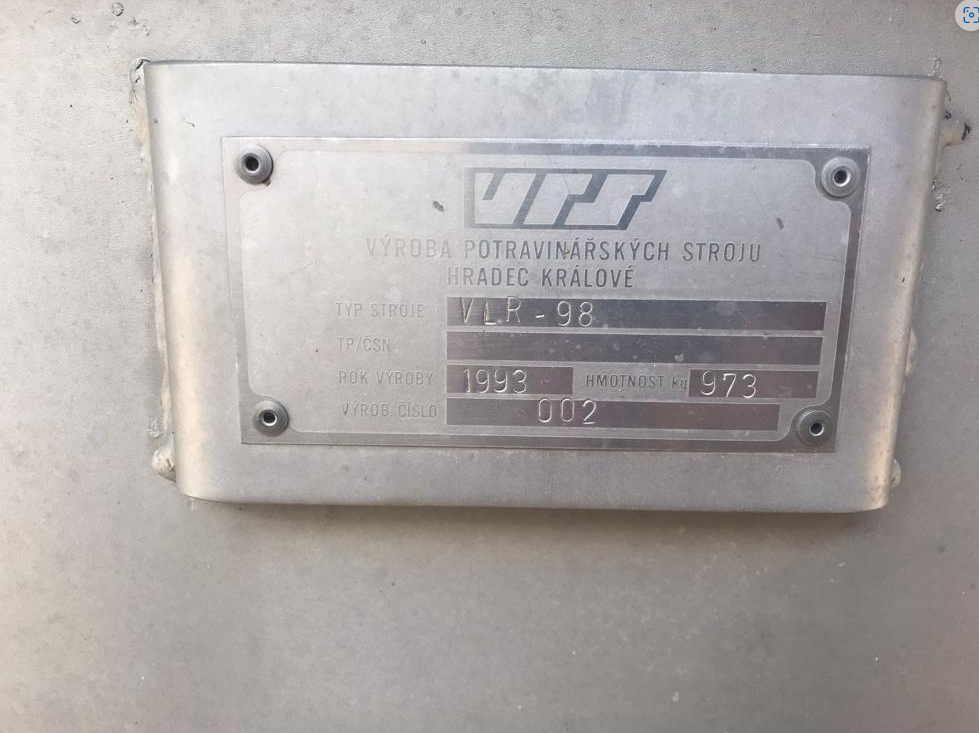 VPS
VÝROBA POTRAVINÁŘSKÝCH STROJU
HRADEC KRÁLOVÉ
TYP STROJE VLR - 98
TP/ČSN
ROK VÝROBY 1993 HMOTNOST kg 973
VÝROB. ČÍSLO 002